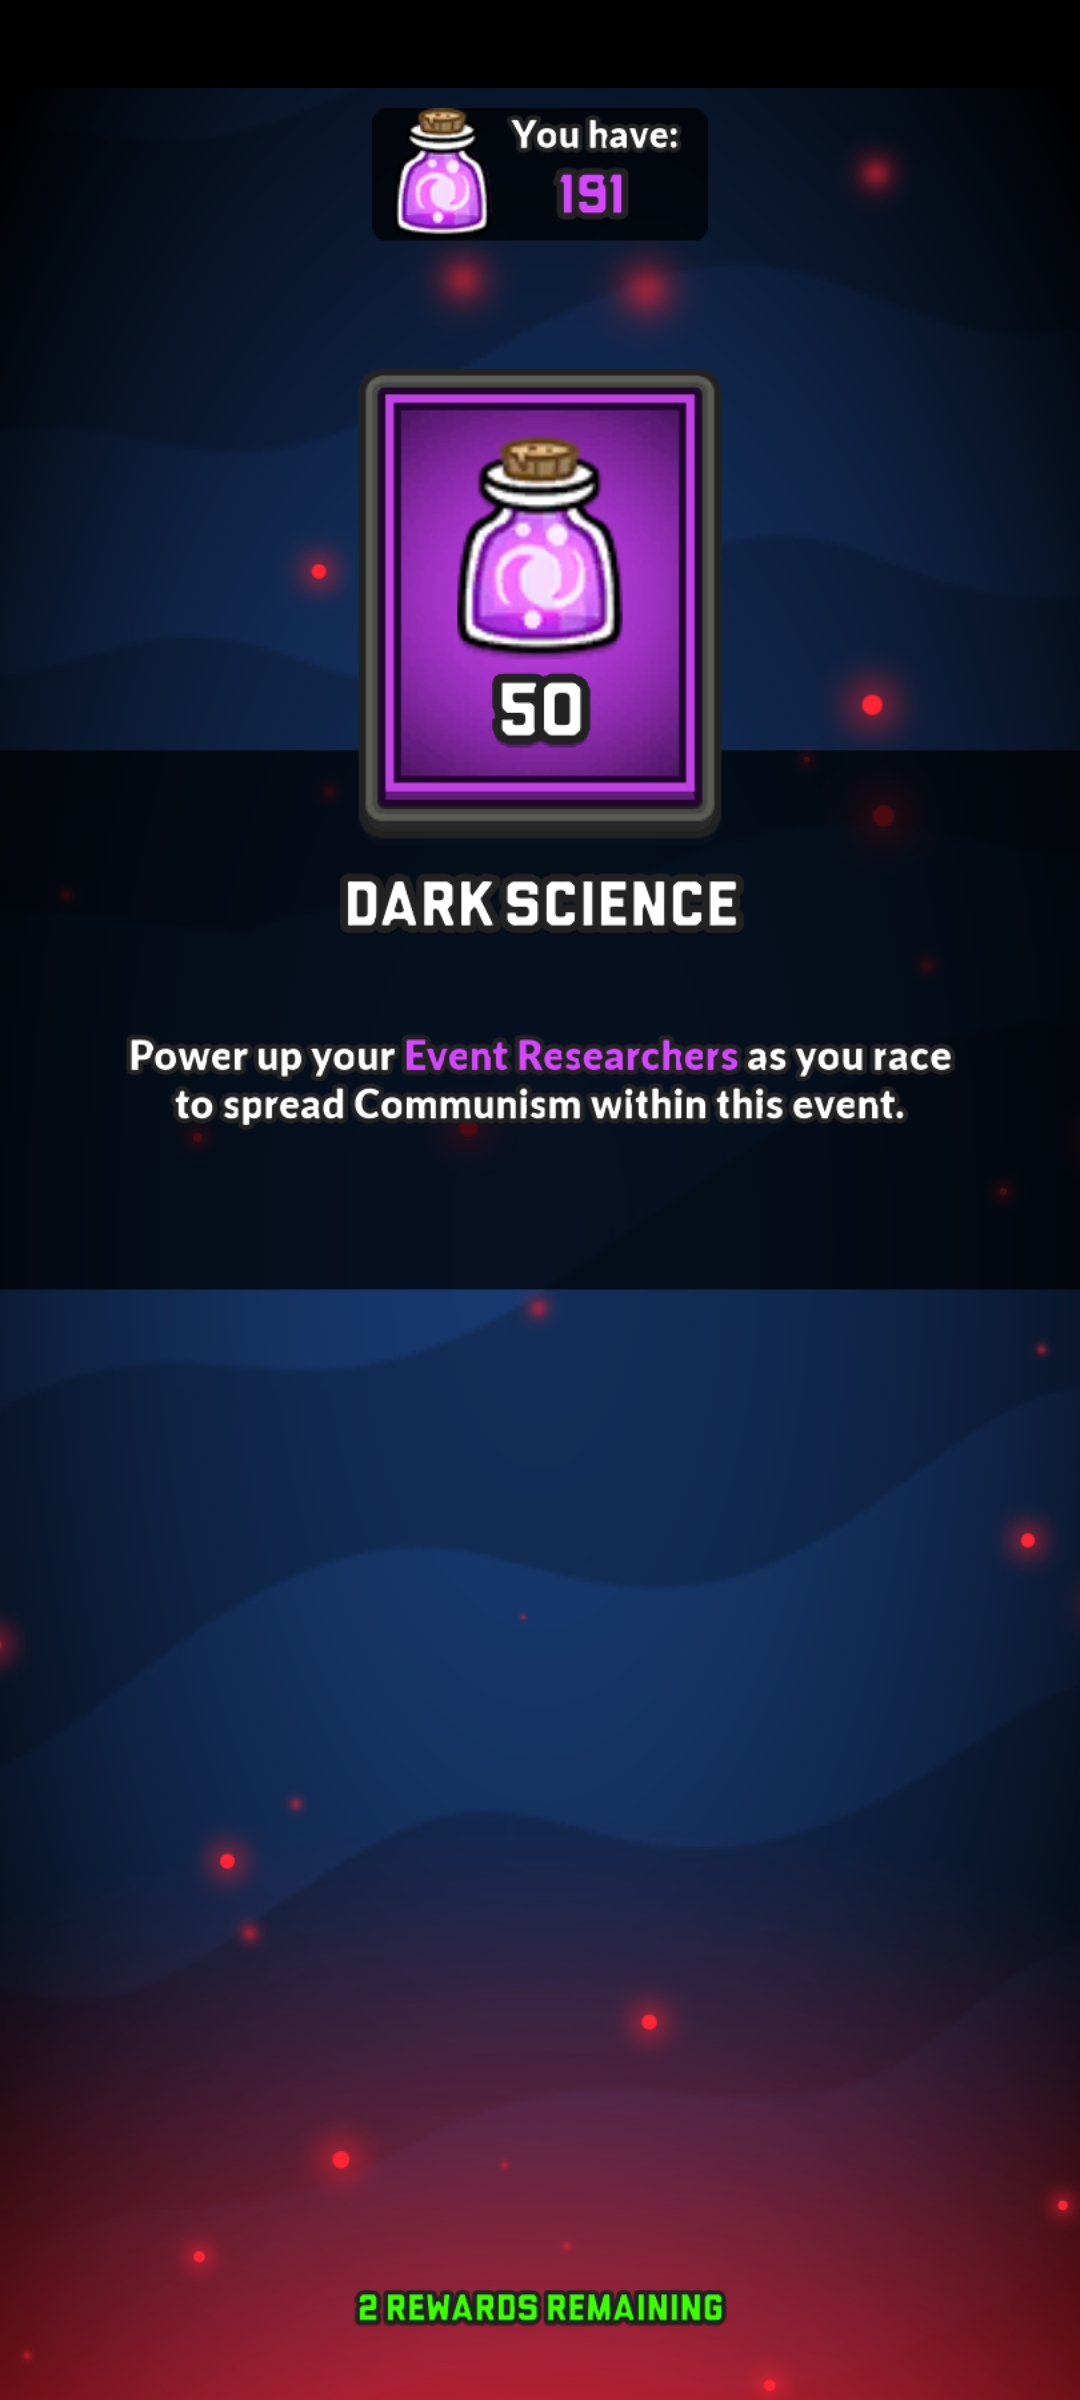 You have:
191
50
DARK SCIENCE
Power up your Event Researchers as you race
to spread Communism within this event.
2 REWARDS REMAINING